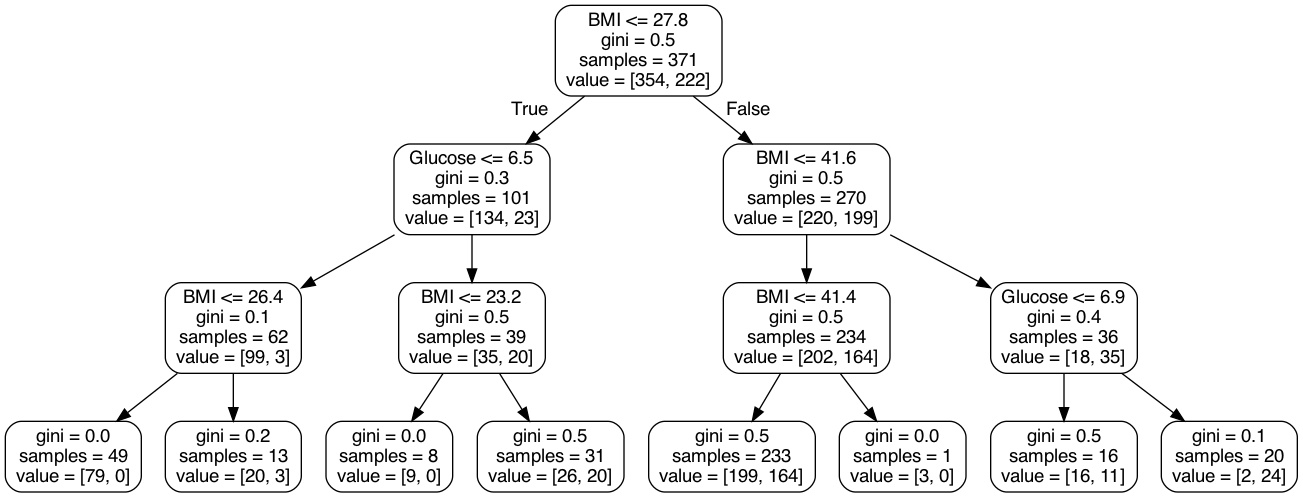 BMI <= 27.8
gini = 0.5
samples = 371
value = [354, 222]
True
False
Glucose <= 6.5
gini = 0.3
samples = 101
value = [134, 23]
BMI <= 41.6
gini = 0.5
samples = 270
value = [220, 199]
BMI <= 26.4
gini = 0.1
samples = 62
value = [99, 3]
BMI <= 23.2
gini = 0.5
samples = 39
value = [35, 20]
BMI <= 41.4
gini = 0.5
samples = 234
value = [202, 164]
Glucose <= 6.9
gini = 0.4
samples = 36
value = [18, 35]
gini = 0.0
samples = 49
value = [79, 0]
gini = 0.2
samples = 13
value = [20, 3]
gini = 0.0
samples = 8
value = [9, 0]
gini = 0.5
samples = 31
value = [26, 20]
gini = 0.5
samples = 233
value = [199, 164]
gini = 0.0
samples = 1
value = [3, 0]
gini = 0.5
samples = 16
value = [16, 11]
gini = 0.1
samples = 20
value = [2, 24]